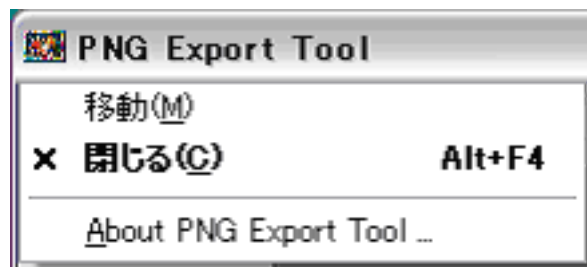 PNG Export Tool
移動(M)
閉じる(C) Alt+F4
About PNG Export Tool ...